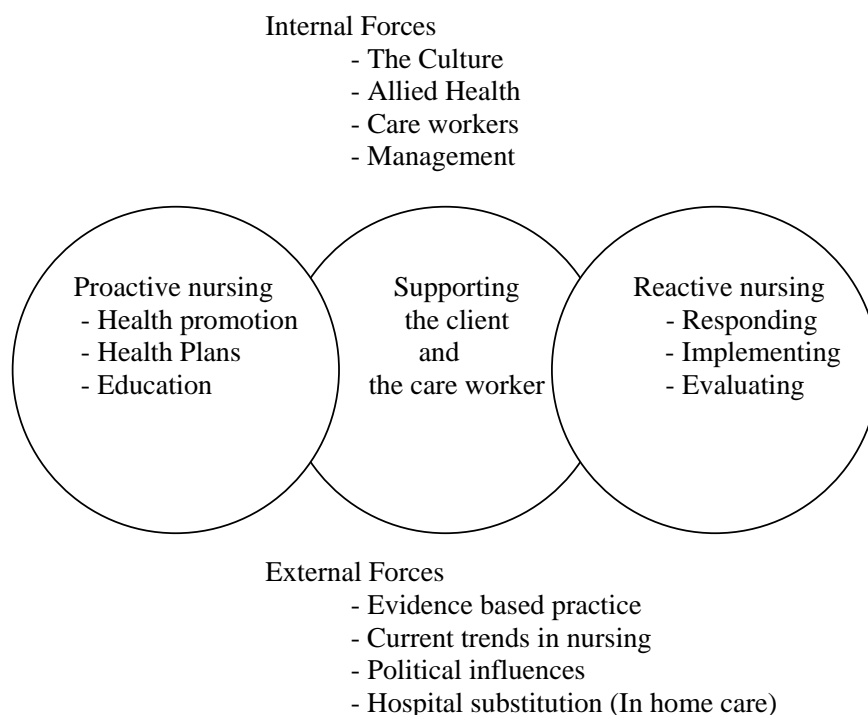 Internal Forces
- The Culture
- Allied Health
- Care workers
- Management
Proactive nursing
- Health promotion
- Health Plans
- Education
Supporting
the client
and
the care worker
Reactive nursing
- Responding
- Implementing
- Evaluating
External Forces
- Evidence based practice
- Current trends in nursing
- Political influences
- Hospital substitution (In home care)